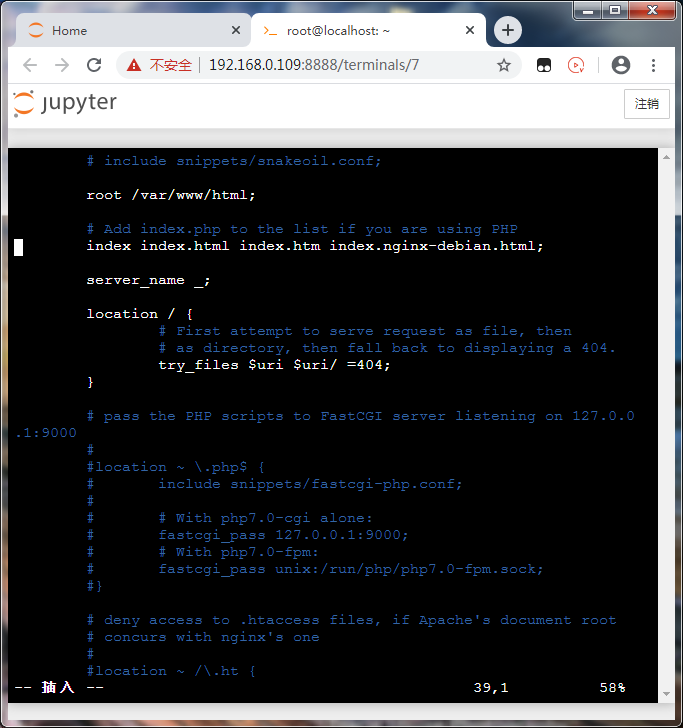 Home
root@localhost: ~
不安全 192.168.0.109:8888/terminals/7
jupyter
注销
# include snippets/snakeoil.conf;
root /var/www/html;
# Add index.php to the list if you are using PHP
index index.html index.htm index.nginx-debian.html;
server_name _;
location / {
# First attempt to serve request as file, then
# as directory, then fall back to displaying a 404.
try_files $uri $uri/ =404;
}
# pass the PHP scripts to FastCGI server listening on 127.0.0
.1:9000
#
#location ~ \.php$ {
#       include snippets/fastcgi-php.conf;
#
#       # With php7.0-cgi alone:
#       fastcgi_pass 127.0.0.1:9000;
#       # With php7.0-fpm:
#       fastcgi_pass unix:/run/php/php7.0-fpm.sock;
#}
# deny access to .htaccess files, if Apache's document root
# concurs with nginx's one
#
#location ~ /\.ht {
-- 插入 -- 39,1 58%